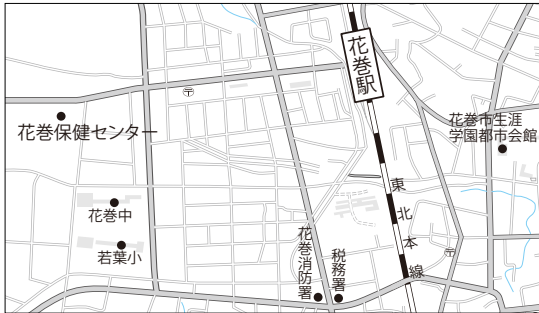 花巻駅
花巻市生涯
学園都市会館
花巻保健センター
花巻中
若葉小
花巻消防署
税務署
東北本線